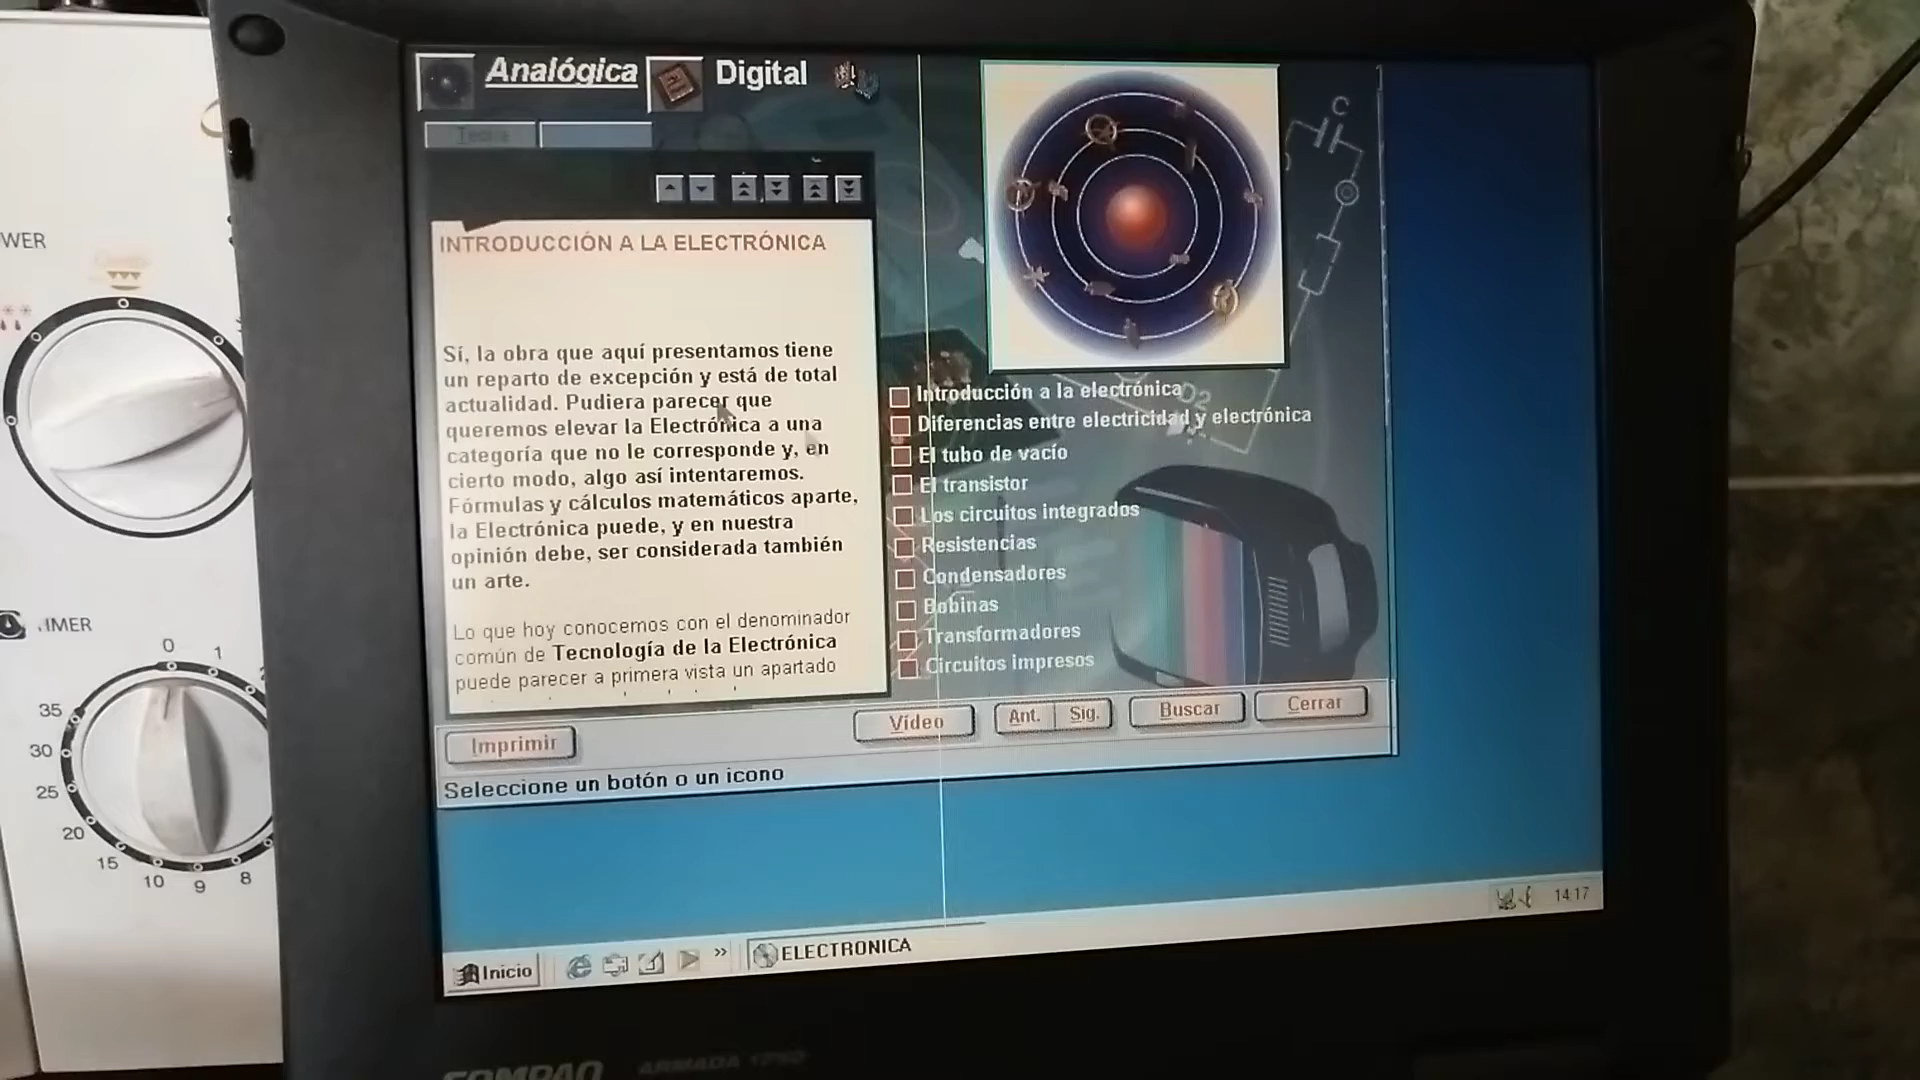 Analógica
Digital
Teoría
INTRODUCCIÓN A LA ELECTRÓNICA
Sí, la obra que aquí presentamos tiene
un reparto de excepción y está de total
actualidad. Pudiera parecer que
queremos elevar la Electrónica a una
categoría que no le corresponde y, en
cierto modo, algo así intentaremos.
Fórmulas y cálculos matemáticos aparte,
la Electrónica puede, y en nuestra
opinión debe, ser considerada también
un arte.
Lo que hoy conocemos con el denominador
común de Tecnología de la Electrónica
puede parecer a primera vista un apartado
C
D2
Introducción a la electrónica
Diferencias entre electricidad y electrónica
El tubo de vacío
El transistor
Los circuitos integrados
Resistencias
Condensadores
Bobinas
Transformadores
Circuitos impresos
Imprimir
Vídeo
Ant.
Sig.
Buscar
Cerrar
Seleccione un botón o un icono
Inicio
»
ELECTRONICA
14:17
COMPAQ
WER
IMER
0
1
35
30
25
20
15
10
9
8